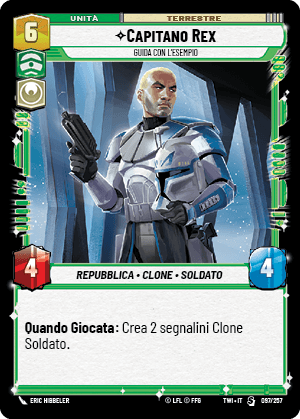 6
UNITÀ
TERRESTRE
CAPITANO REX
GUIDA CON L'ESEMPIO
4
REPUBBLICA • CLONE • SOLDATO
4
Quando Giocata: Crea 2 segnalini Clone
Soldato.
ERIC HIBBELER
© LFL © FFG
TWI • IT
097/257